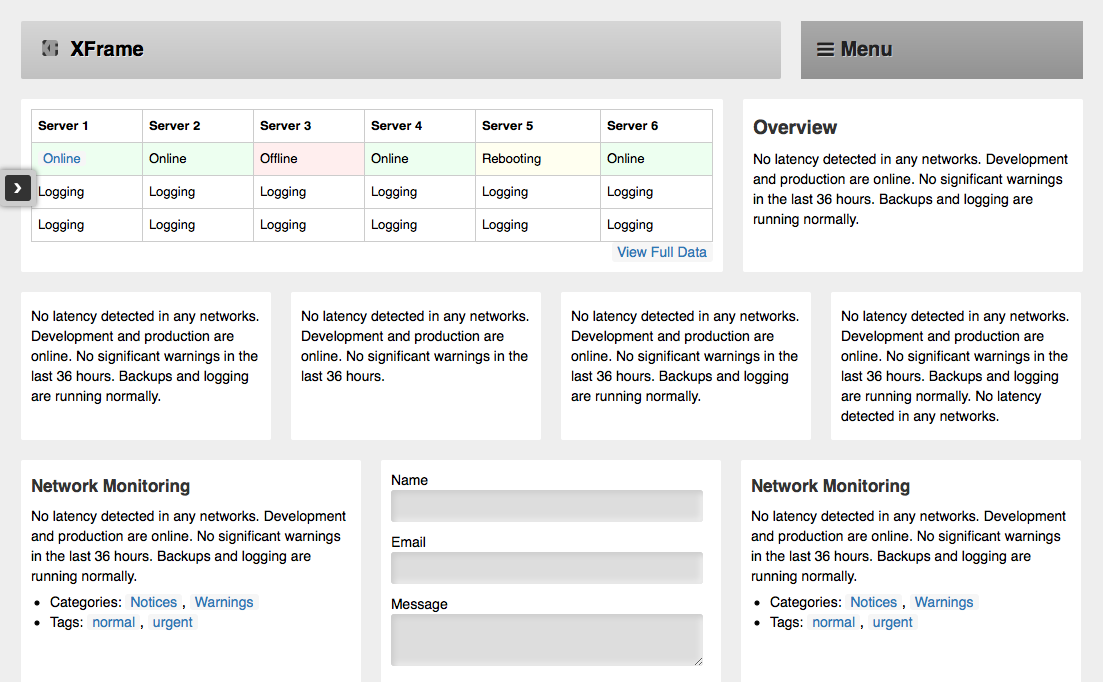 XFrame
Menu
Server 1 Server 2 Server 3 Server 4 Server 5 Server 6
Online Online Offline Online Rebooting Online
Logging Logging Logging Logging Logging Logging
Logging Logging Logging Logging Logging Logging
View Full Data
Overview
No latency detected in any networks. Development
and production are online. No significant warnings
in the last 36 hours. Backups and logging are
running normally.
No latency detected in any networks.
Development and production are
online. No significant warnings in the
last 36 hours. Backups and logging
are running normally.
No latency detected in any networks.
Development and production are
online. No significant warnings in the
last 36 hours.
No latency detected in any networks.
Development and production are
online. No significant warnings in the
last 36 hours. Backups and logging
are running normally.
No latency detected in any networks.
Development and production are
online. No significant warnings in the
last 36 hours. Backups and logging
are running normally. No latency
detected in any networks.
Network Monitoring
No latency detected in any networks. Development
and production are online. No significant warnings
in the last 36 hours. Backups and logging are
running normally.
• Categories: Notices , Warnings
• Tags: normal , urgent
Name
Email
Message
Network Monitoring
No latency detected in any networks. Development
and production are online. No significant warnings
in the last 36 hours. Backups and logging are
running normally.
• Categories: Notices , Warnings
• Tags: normal , urgent